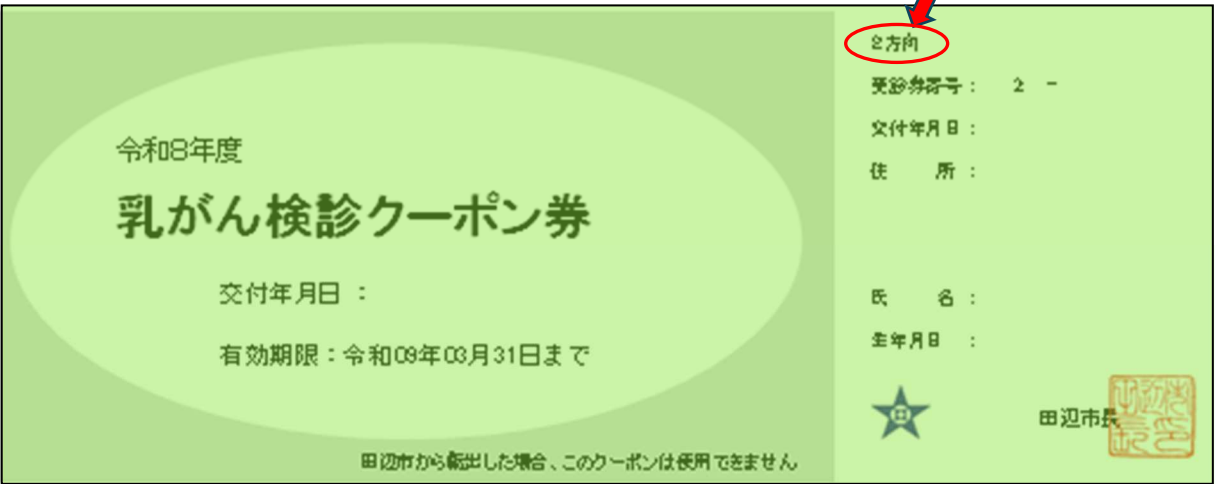 令和8年度
乳がん検診クーポン券
交付年月日：
有効期限：令和09年03月31日まで
田辺市から転出した場合、このクーポンは使用できません
2方向
受診券番号： 2 －
交付年月日：
住　所：
氏　名：
生年月日　：
田辺市長